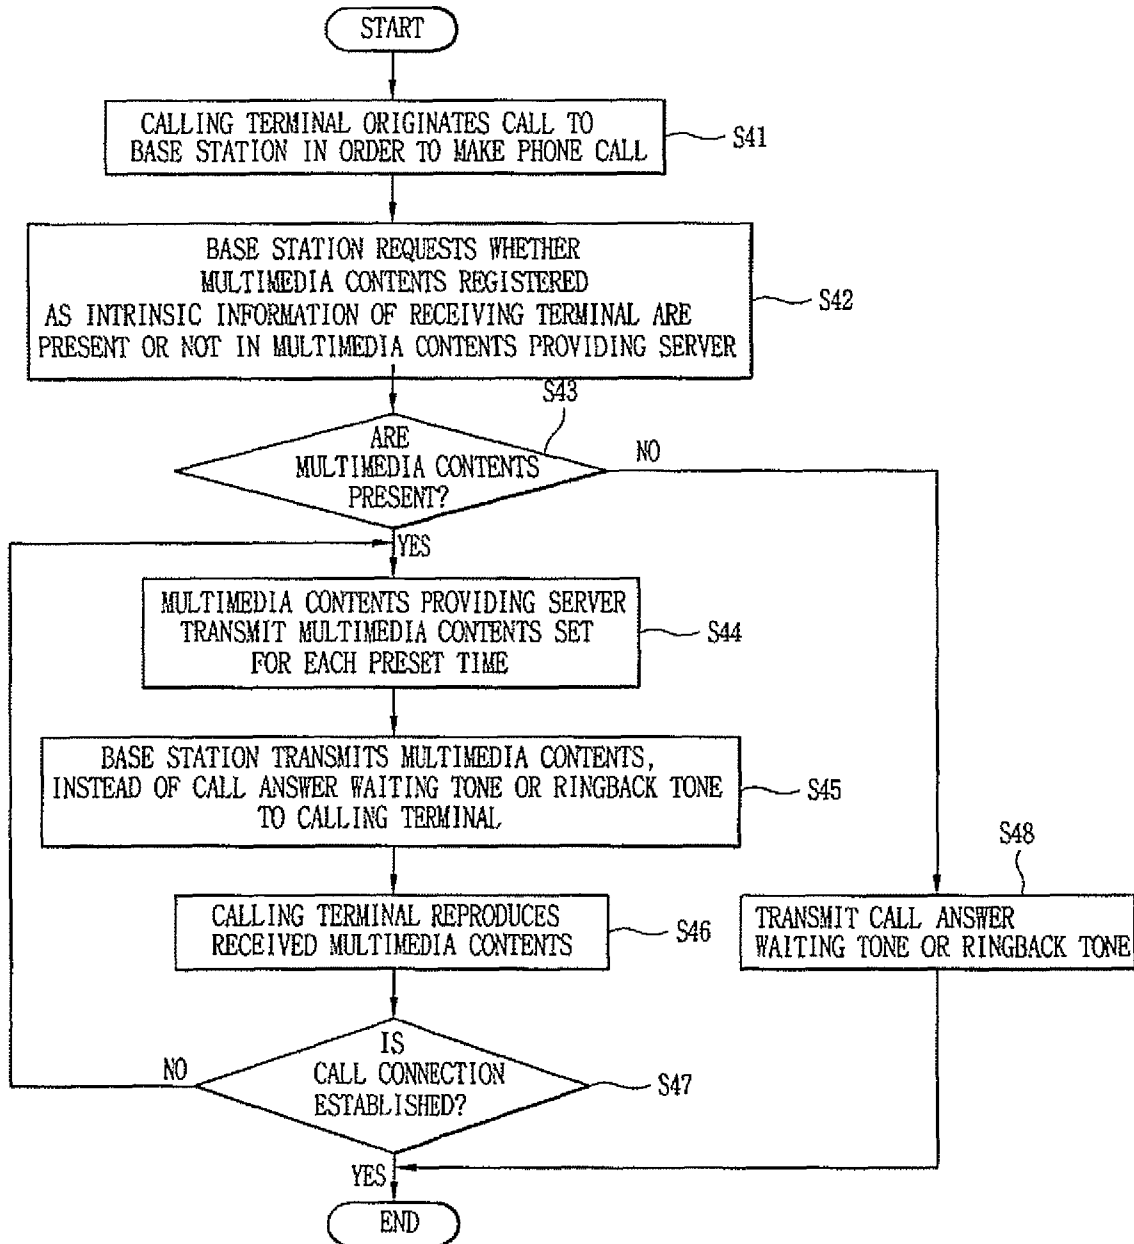 START
CALLING TERMINAL ORIGINATES CALL TO
BASE STATION IN ORDER TO MAKE PHONE CALL
S41
BASE STATION REQUESTS WHETHER
MULTIMEDIA CONTENTS REGISTERED
AS INTRINSIC INFORMATION OF RECEIVING TERMINAL ARE
PRESENT OR NOT IN MULTIMEDIA CONTENTS PROVIDING SERVER
S42
S43
ARE
MULTIMEDIA CONTENTS
PRESENT?
NO
YES
MULTIMEDIA CONTENTS PROVIDING SERVER
TRANSMIT MULTIMEDIA CONTENTS SET
FOR EACH PRESET TIME
S44
BASE STATION TRANSMITS MULTIMEDIA CONTENTS,
INSTEAD OF CALL ANSWER WAITING TONE OR RINGBACK TONE
TO CALLING TERMINAL
S45
S48
CALLING TERMINAL REPRODUCES
RECEIVED MULTIMEDIA CONTENTS
S46
TRANSMIT CALL ANSWER
WAITING TONE OR RINGBACK TONE
IS
CALL CONNECTION
ESTABLISHED?
NO
S47
YES
END